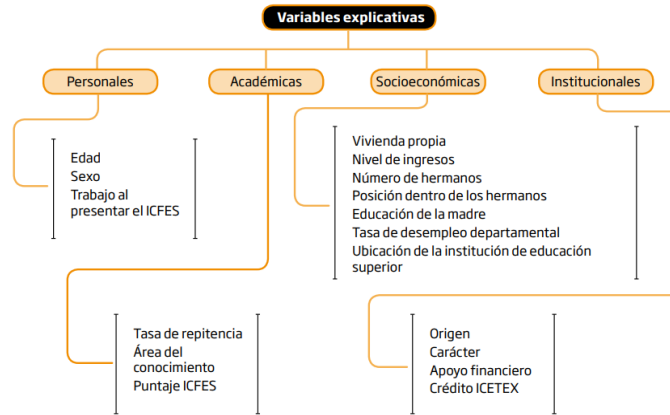 Variables explicativas
Personales
Académicas
Socioeconómicas
Institucionales
Edad
Sexo
Trabajo al
presentar el ICFES
Vivienda propia
Nivel de ingresos
Número de hermanos
Posición dentro de los hermanos
Educación de la madre
Tasa de desempleo departamental
Ubicación de la institución de educación
superior
Tasa de repitencia
Área del
conocimiento
Puntaje ICFES
Origen
Carácter
Apoyo financiero
Crédito ICETEX